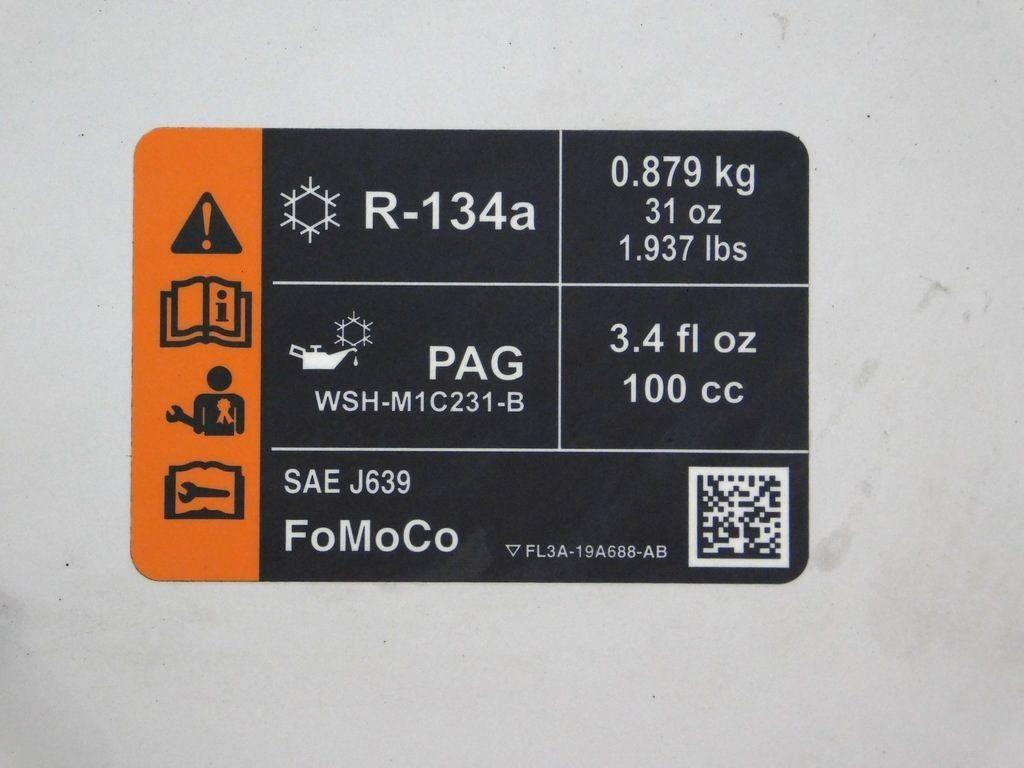 R-134a
0.879 kg
31 oz
1.937 lbs
PAG
WSH-M1C231-B
3.4 fl oz
100 cc
SAE J639
FoMoCo
▽ FL3A-19A688-AB